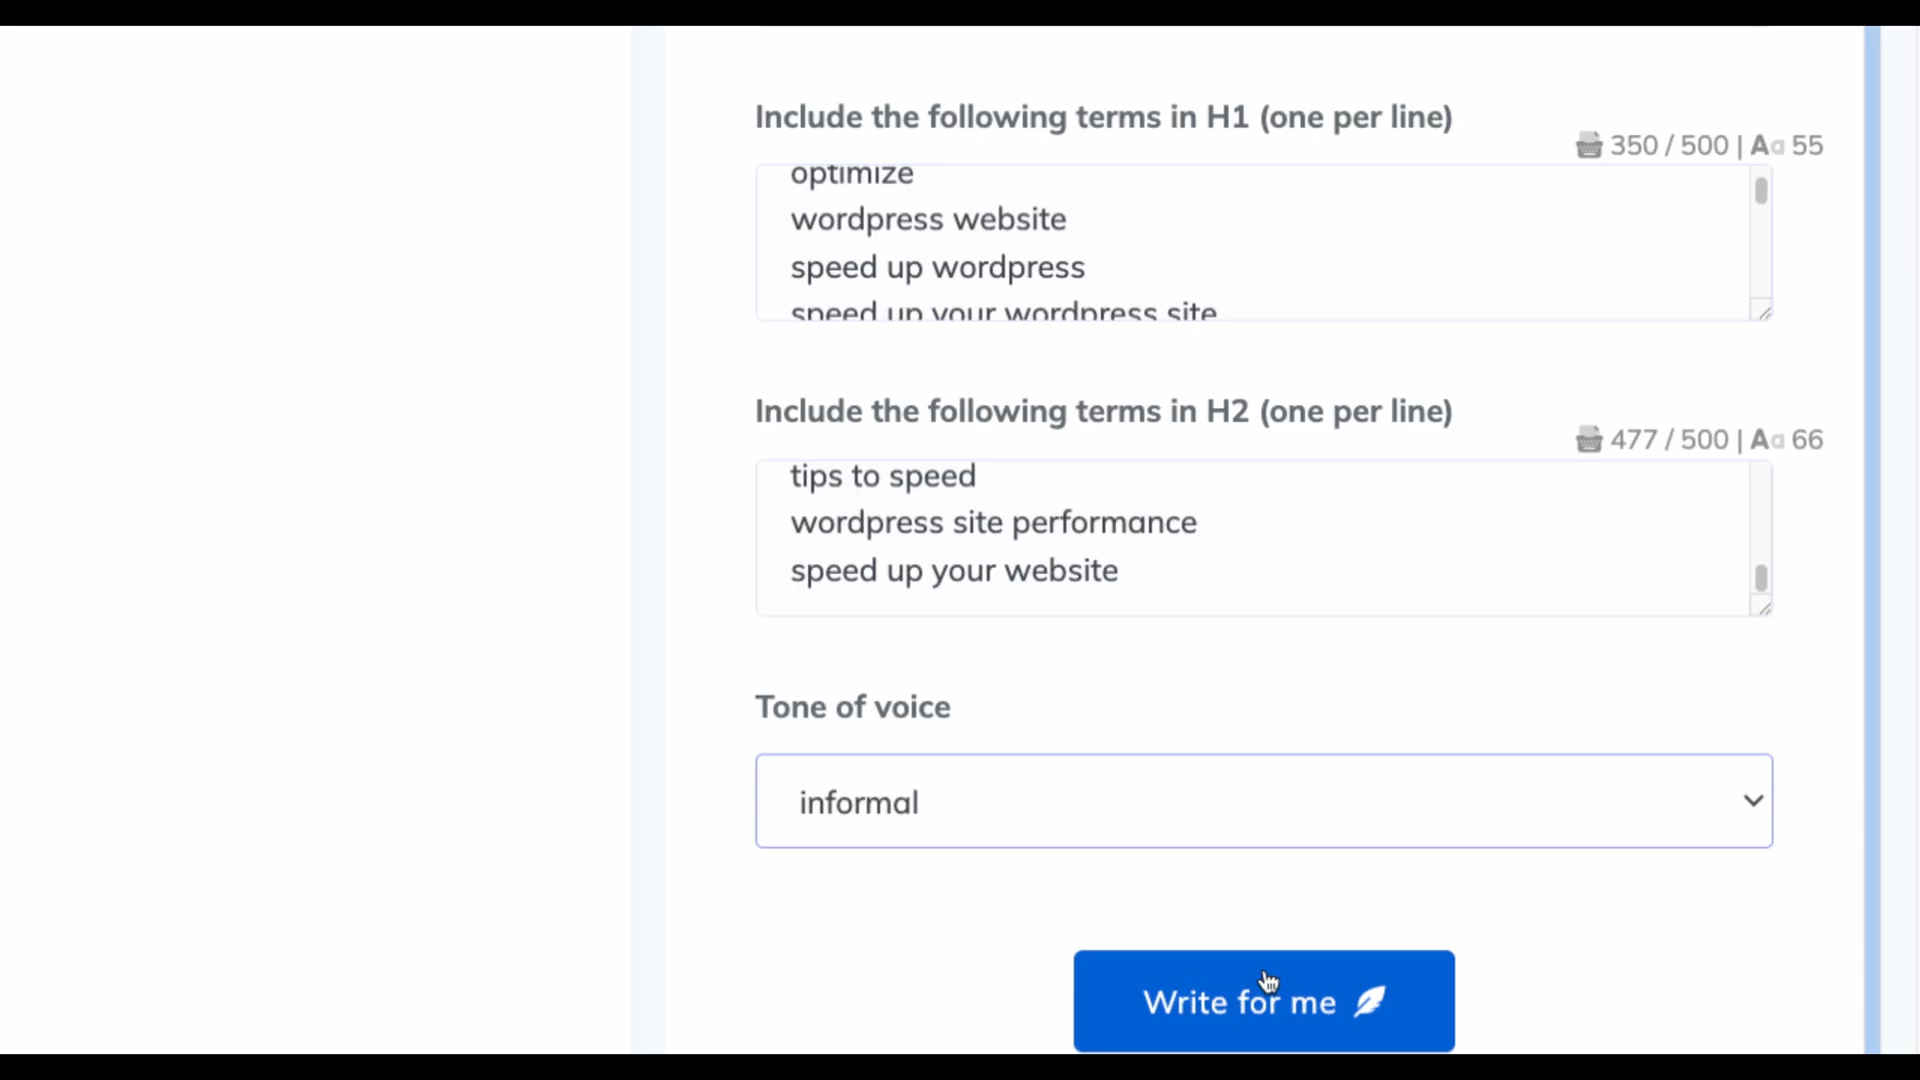 Include the following terms in H1 (one per line)
350 / 500 | Aa 55
optimize
wordpress website
speed up wordpress
speed up your wordpress site
Include the following terms in H2 (one per line)
477 / 500 | Aa 66
tips to speed
wordpress site performance
speed up your website
Tone of voice
informal
Write for me